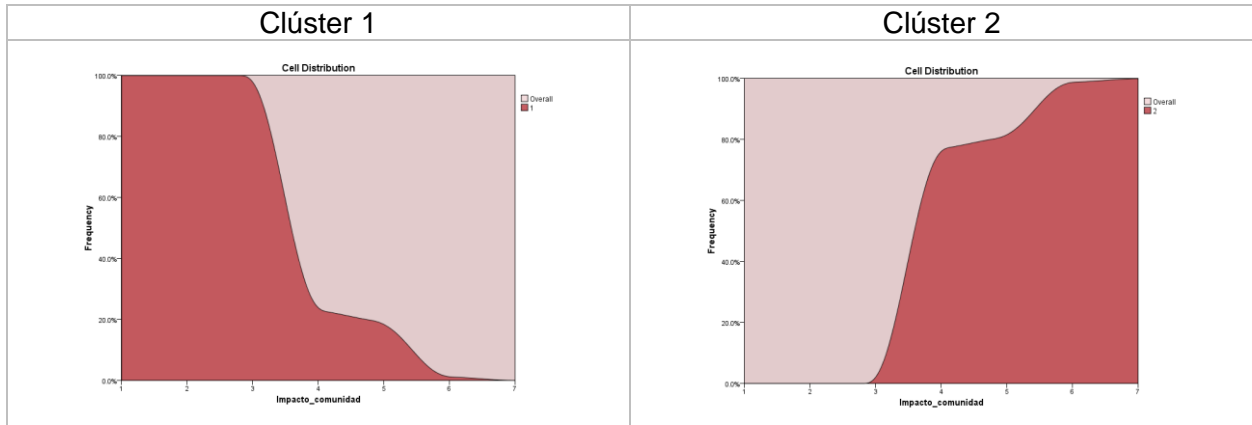 Clúster 1
Clúster 2
Cell Distribution
Frequency
100.0%
80.0%
60.0%
40.0%
20.0%
0.0%
1 2 3 4 5 6 7
Impacto_comunidad
Overall
1
Cell Distribution
Frequency
100.0%
80.0%
60.0%
40.0%
20.0%
0.0%
1 2 3 4 5 6 7
Impacto_comunidad
Overall
2